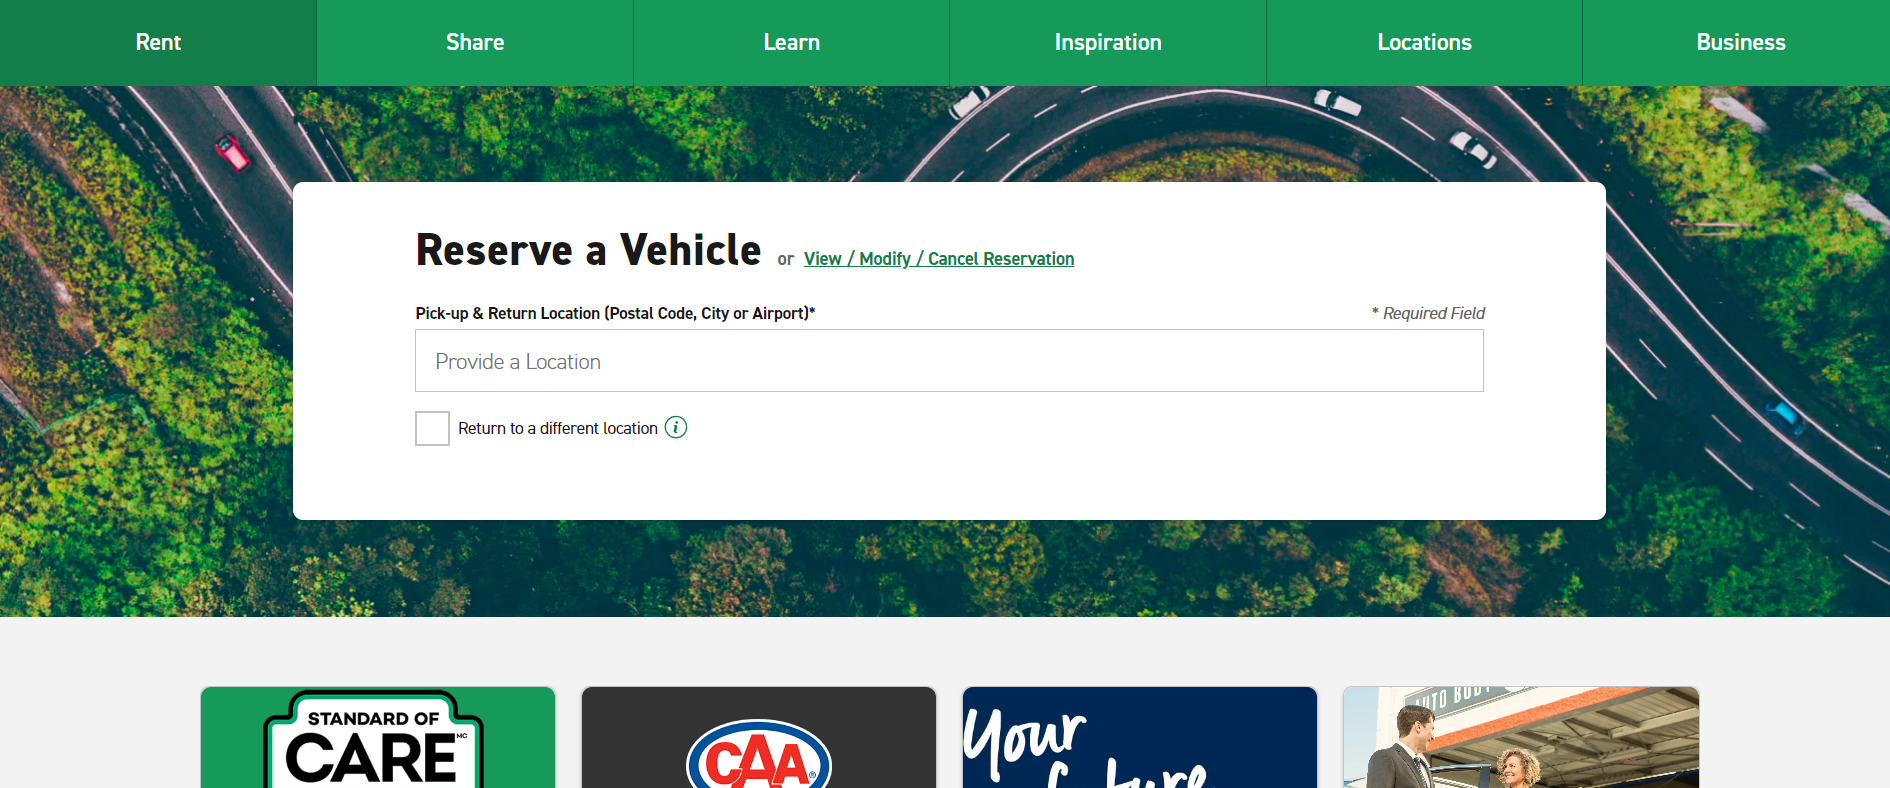 Rent
Share
Learn
Inspiration
Locations
Business
Reserve a Vehicle or View / Modify / Cancel Reservation
Pick-up & Return Location (Postal Code, City or Airport)*
* Required Field
Provide a Location
Return to a different location
STANDARD OF
CARE MC
CAA®
Your
future
AUTO BODY